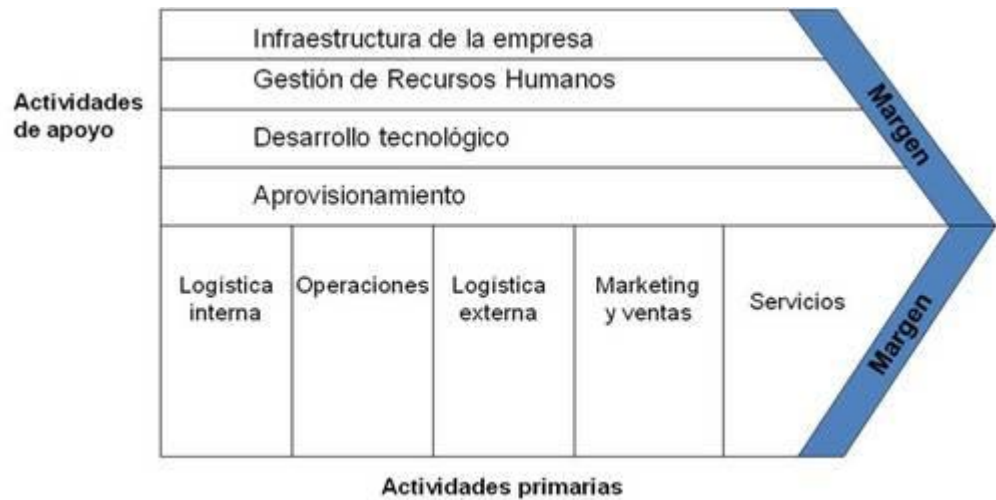 Infraestructura de la empresa
Gestión de Recursos Humanos
Actividades
de apoyo
Desarrollo tecnológico
Aprovisionamiento
Margen
Logística
interna
Operaciones
Logística
externa
Marketing
y ventas
Servicios
Margen
Actividades primarias